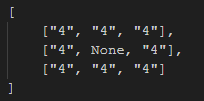 [
["4", "4", "4"],
["4", None, "4"],
["4", "4", "4"]
]